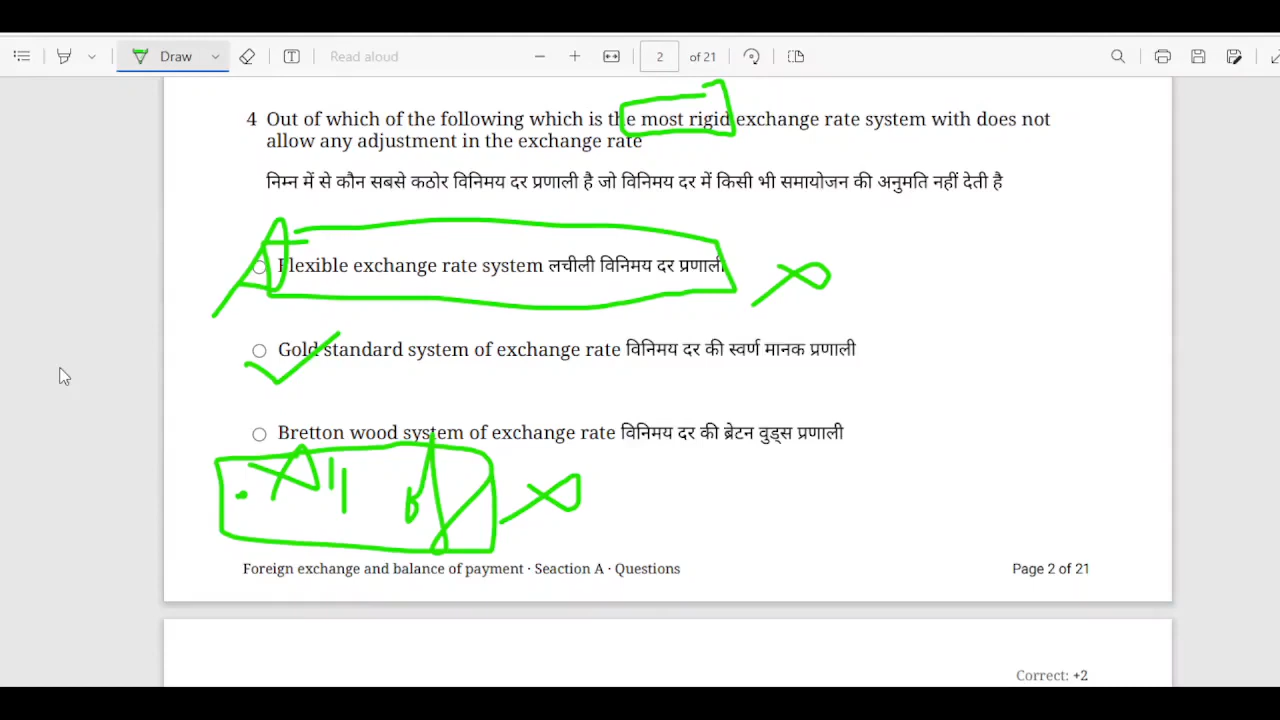 Draw
Read aloud
2 of 21
4 Out of which of the following which is the most rigid exchange rate system with does not
allow any adjustment in the exchange rate
निम्न में से कौन सबसे कठोर विनिमय दर प्रणाली है जो विनिमय दर में किसी भी समायोजन की अनुमति नहीं देती है
A
Flexible exchange rate system लचीली विनिमय दर प्रणाली
Gold standard system of exchange rate विनिमय दर की स्वर्ण मानक प्रणाली
Bretton wood system of exchange rate विनिमय दर की ब्रेटन वुड्स प्रणाली
All of
Foreign exchange and balance of payment · Seaction A · Questions
Page 2 of 21
Correct: +2